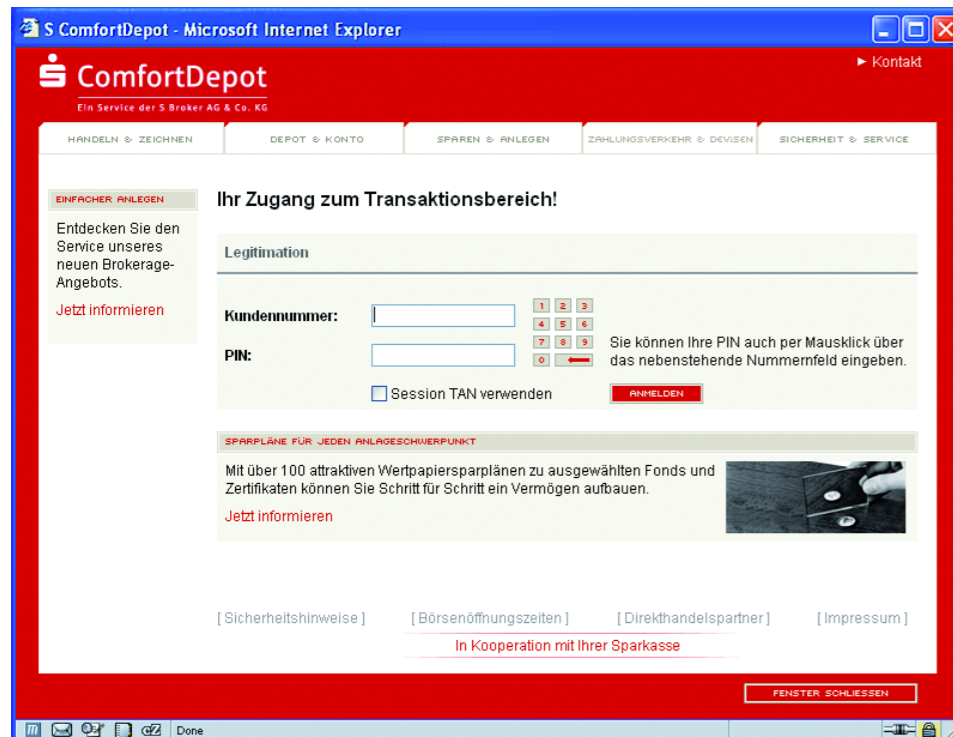 S ComfortDepot - Microsoft Internet Explorer
ComfortDepot
Ein Service der S Broker AG & Co. KG
► Kontakt
HANDELN & ZEICHNEN
DEPOT & KONTO
SPAREN & ANLEGEN
ZAHLUNGSVERKEHR & DEVISEN
SICHERHEIT & SERVICE
EINFACHER ANLEGEN
Entdecken Sie den
Service unseres
neuen Brokerage-
Angebots.
Jetzt informieren
Ihr Zugang zum Transaktionsbereich!
Legitimation
Kundennummer:
PIN:
1 2 3
4 5 6
7 8 9
0
Sie können Ihre PIN auch per Mausklick über
das nebenstehende Nummernfeld eingeben.
Session TAN verwenden
ANMELDEN
SPARPLÄNE FÜR JEDEN ANLAGESCHWERPUNKT
Mit über 100 attraktiven Wertpapiersparplänen zu ausgewählten Fonds und
Zertifikaten können Sie Schritt für Schritt ein Vermögen aufbauen.
Jetzt informieren
[ Sicherheitshinweise ]
[ Börsenöffnungszeiten ]
[ Direkthandelspartner ]
[ Impressum ]
In Kooperation mit Ihrer Sparkasse
FENSTER SCHLIESSEN
Done